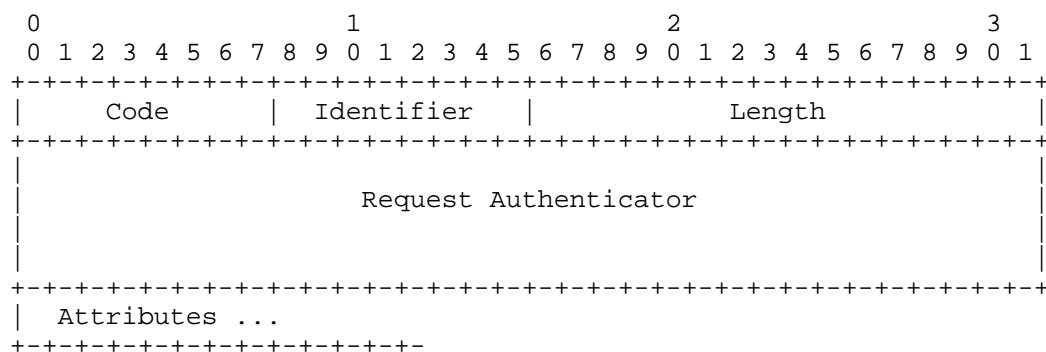 0                   1                   2                   3
 0 1 2 3 4 5 6 7 8 9 0 1 2 3 4 5 6 7 8 9 0 1 2 3 4 5 6 7 8 9 0 1
+-+-+-+-+-+-+-+-+-+-+-+-+-+-+-+-+-+-+-+-+-+-+-+-+-+-+-+-+-+-+-+-+
|     Code      |  Identifier   |            Length             |
+-+-+-+-+-+-+-+-+-+-+-+-+-+-+-+-+-+-+-+-+-+-+-+-+-+-+-+-+-+-+-+-+
|                                                               |
|                     Request Authenticator                     |
|                                                               |
|                                                               |
+-+-+-+-+-+-+-+-+-+-+-+-+-+-+-+-+-+-+-+-+-+-+-+-+-+-+-+-+-+-+-+-+
|  Attributes ...
+-+-+-+-+-+-+-+-+-+-+-+-+-